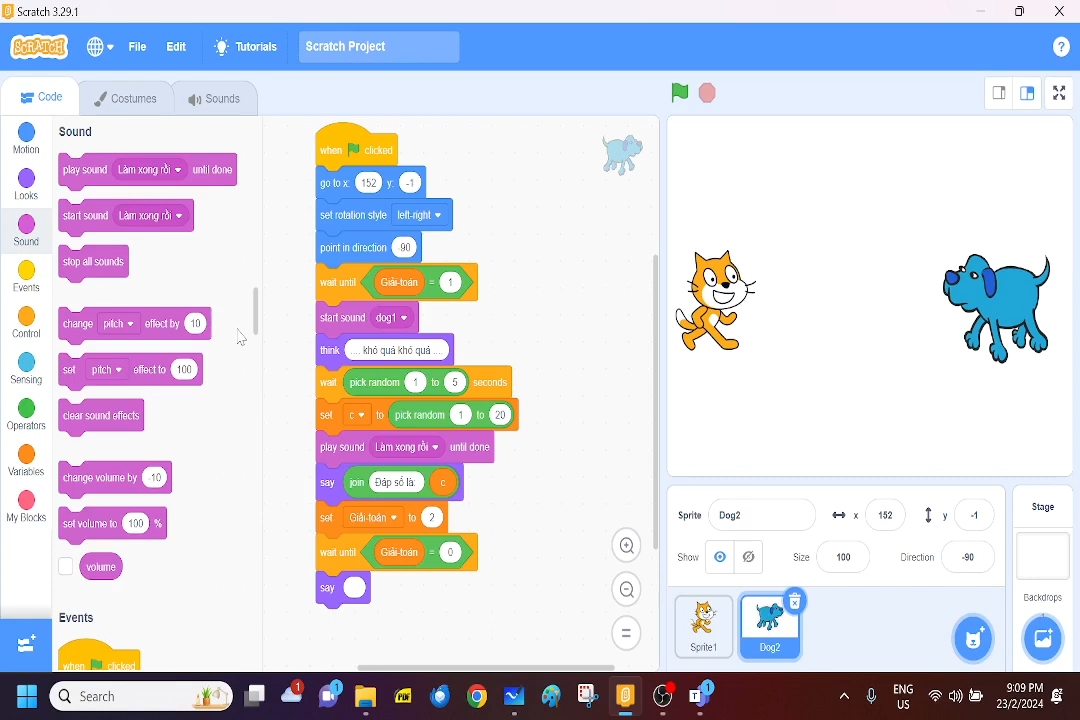 Scratch 3.29.1
SCRATCH File Edit Tutorials Scratch Project ?
Code Costumes Sounds
Motion
Looks
Sound
Events
Control
Sensing
Operators
Variables
My Blocks
Sound
play sound Làm xong rồi until done
start sound Làm xong rồi
stop all sounds
change pitch effect by 10
set pitch effect to 100
clear sound effects
change volume by -10
set volume to 100 %
volume
Events
when clicked
when clicked
go to x: 152 y: -1
set rotation style left-right
point in direction -90
wait until Giải-toán = 1
start sound dog1
think .... khó quá khó quá ....
wait pick random 1 to 5 seconds
set c to pick random 1 to 20
play sound Làm xong rồi until done
say join Đáp số là: c
set Giải-toán to 2
wait until Giải-toán = 0
say
Sprite Dog2 x 152 y -1
Show Size 100 Direction -90
Sprite1
Dog2
Stage
Backdrops
Search
1
1
PDF
1
ENG
US
9:09 PM
23/2/2024